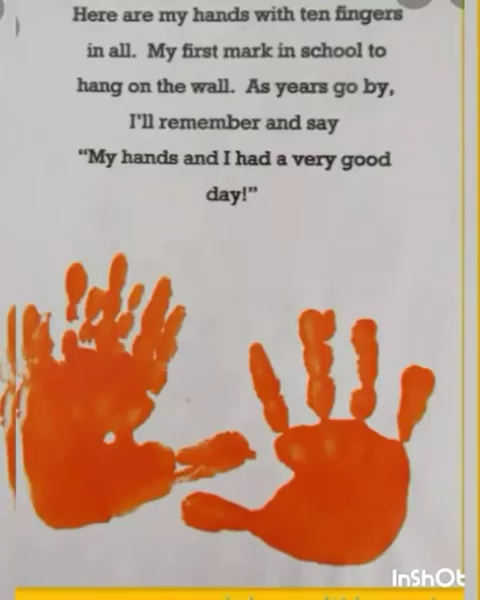 Here are my hands with ten fingers
in all. My first mark in school to
hang on the wall. As years go by,
I'll remember and say
“My hands and I had a very good
day!”
InShOt